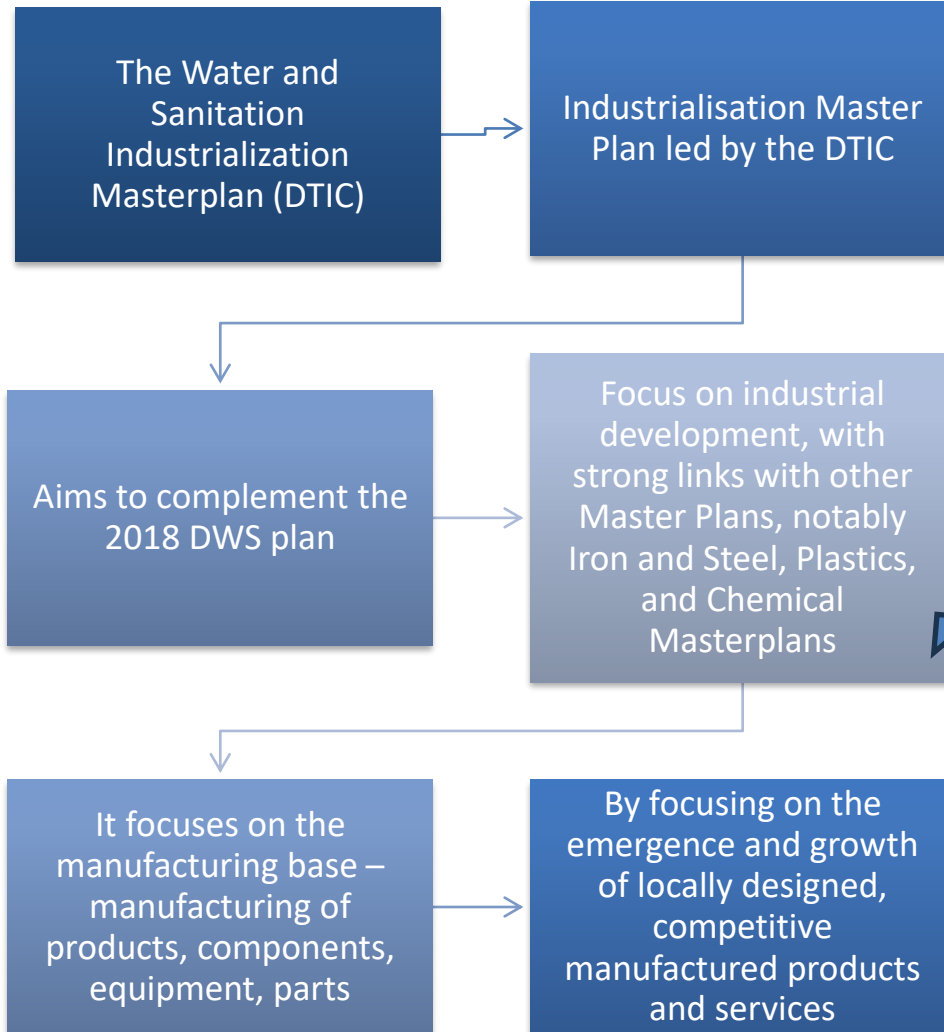 The Water and
Sanitation
Industrialization
Masterplan (DTIC)
Industrialisation Master
Plan led by the DTIC
Aims to complement the
2018 DWS plan
Focus on industrial
development, with
strong links with other
Master Plans, notably
Iron and Steel, Plastics,
and Chemical
Masterplans
It focuses on the
manufacturing base –
manufacturing of
products, components,
equipment, parts
By focusing on the
emergence and growth
of locally designed,
competitive
manufactured products
and services